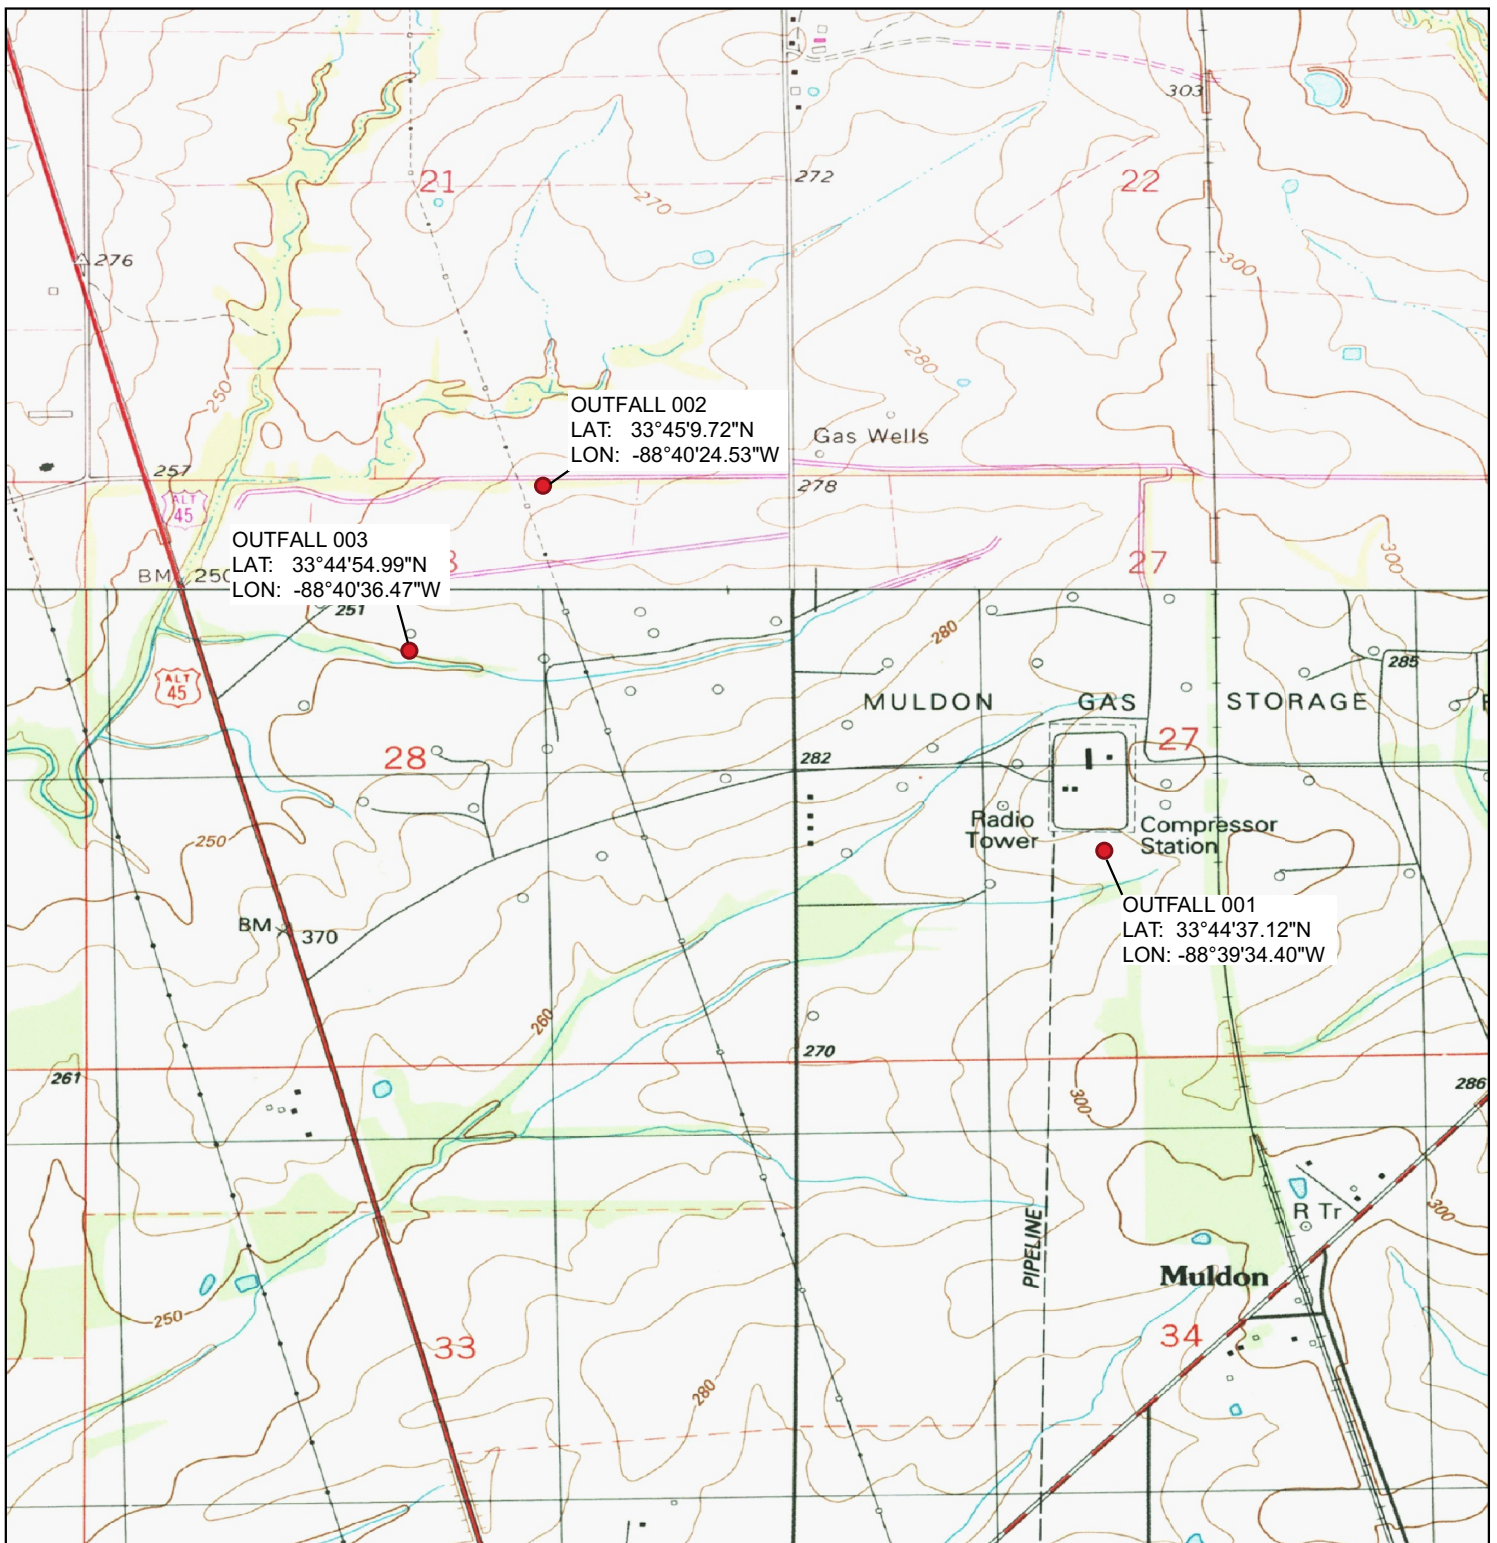 303
21
22
272
270
276
300
280
250
OUTFALL 002
LAT: 33°45'9.72"N
LON: -88°40'24.53"W
Gas Wells
257
278
ALT
45
OUTFALL 003
LAT: 33°44'54.99"N
LON: -88°40'36.47"W
27
300
BM
250
251
280
285
ALT
45
MULDON GAS STORAGE
28
27
282
Radio
Tower
Compressor
Station
250
OUTFALL 001
LAT: 33°44'37.12"N
LON: -88°39'34.40"W
BM
370
260
270
261
300
286
R Tr
300
PIPELINE
Muldon
250
33
34
280